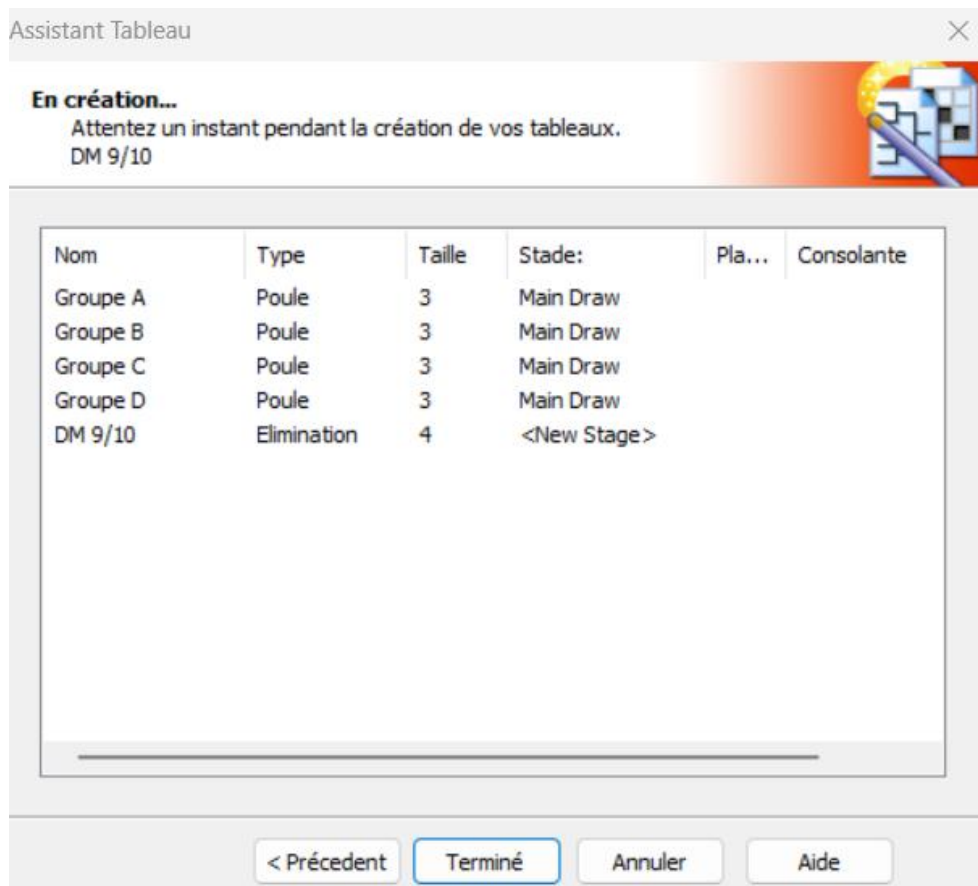 Assistant Tableau
En création...
Attentez un instant pendant la création de vos tableaux.
DM 9/10
Nom Type Taille Stade: Pla... Consolante
Groupe A Poule 3 Main Draw
Groupe B Poule 3 Main Draw
Groupe C Poule 3 Main Draw
Groupe D Poule 3 Main Draw
DM 9/10 Elimination 4 <New Stage>
< Précedent Terminé Annuler Aide